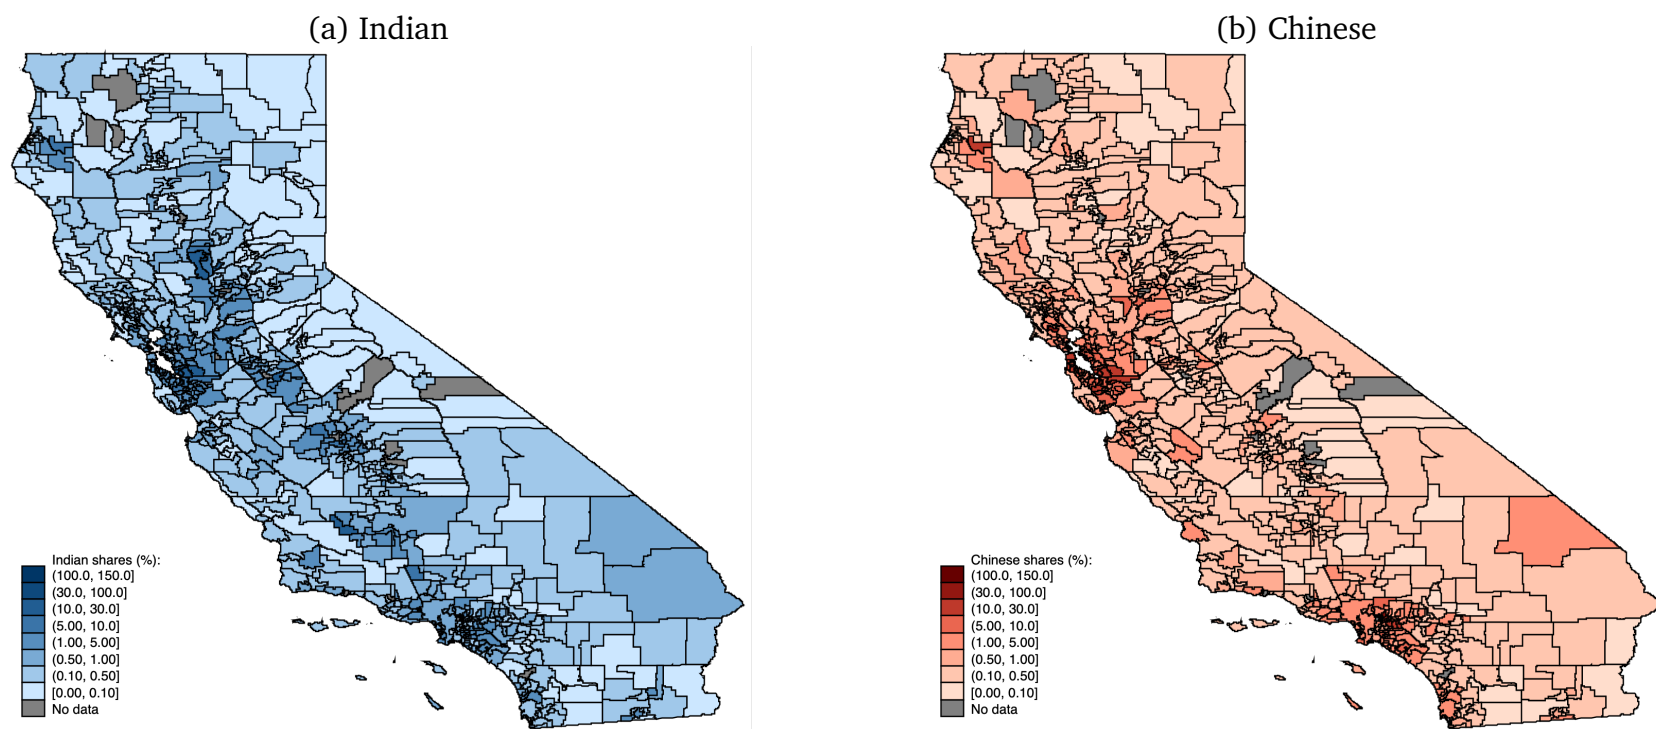 (a) Indian
(b) Chinese
Indian shares (%):
(100.0, 150.0]
(30.0, 100.0]
(10.0, 30.0]
(5.00, 10.0]
(1.00, 5.00]
(0.50, 1.00]
(0.10, 0.50]
[0.00, 0.10]
No data
Chinese shares (%):
(100.0, 150.0]
(30.0, 100.0]
(10.0, 30.0]
(5.00, 10.0]
(1.00, 5.00]
(0.50, 1.00]
(0.10, 0.50]
[0.00, 0.10]
No data